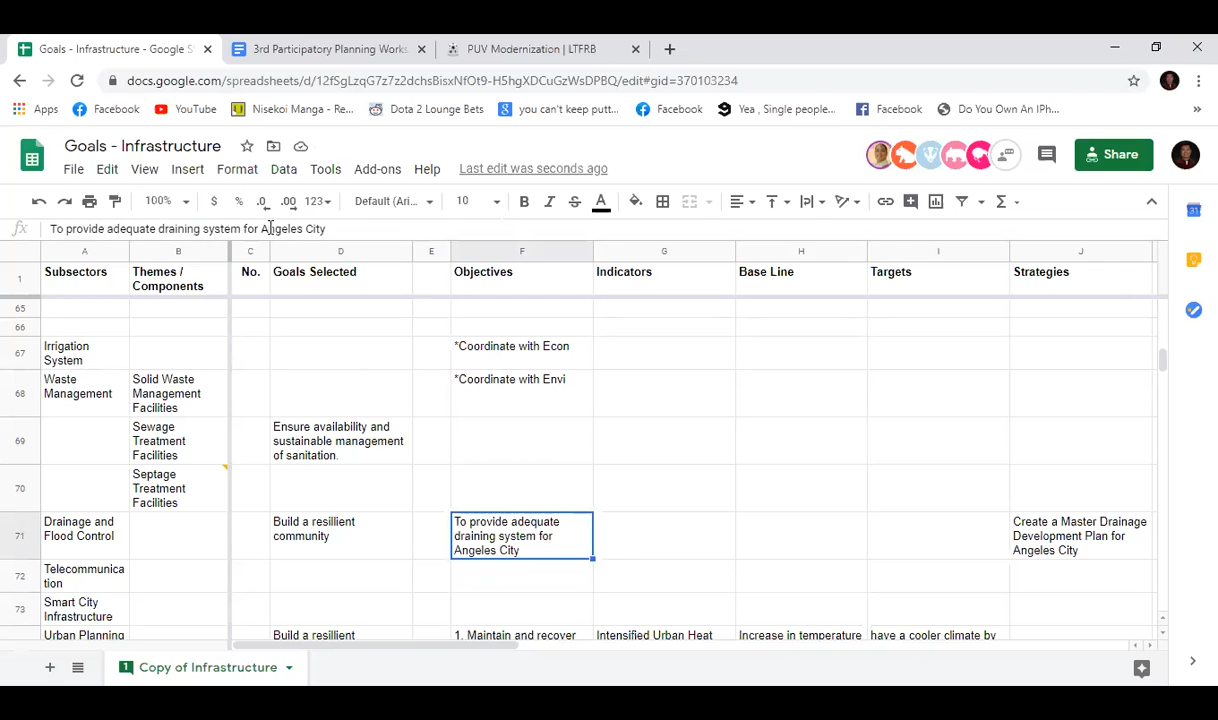 Goals - Infrastructure - Google S
3rd Participatory Planning Works
PUV Modernization | LTFRB
docs.google.com/spreadsheets/d/12fSgLzqG7z7z2dchsBisxNfOt9-H5hgXDCuGzWsDPBQ/edit#gid=370103234
Apps Facebook YouTube Nisekoi Manga - Re... Dota 2 Lounge Bets you can't keep putt... Facebook Yea , Single people... Facebook Do You Own An IPh... »
Goals - Infrastructure
Share
File Edit View Insert Format Data Tools Add-ons Help Last edit was seconds ago
100% $ % .0 .00 123 Default (Ari... 10 B I S A Σ
fx To provide adequate draining system for Angeles City
31
A B C D E F G H I J
1 Subsectors Themes / No. Goals Selected Objectives Indicators Base Line Targets Strategies
Components
65
66
67 Irrigation *Coordinate with Econ
System
68 Waste Solid Waste *Coordinate with Envi
Management Management
Facilities
69 Sewage Ensure availability and
Treatment sustainable management
Facilities of sanitation.
70 Septage
Treatment
Facilities
71 Drainage and Build a resillient To provide adequate Create a Master Drainage
Flood Control community draining system for Development Plan for
Angeles City Angeles City
72 Telecommunica
tion
73 Smart City
Infrastructure
Urban Planning Build a resillient 1. Maintain and recover Intensified Urban Heat Increase in temperature have a cooler climate by
1 Copy of Infrastructure